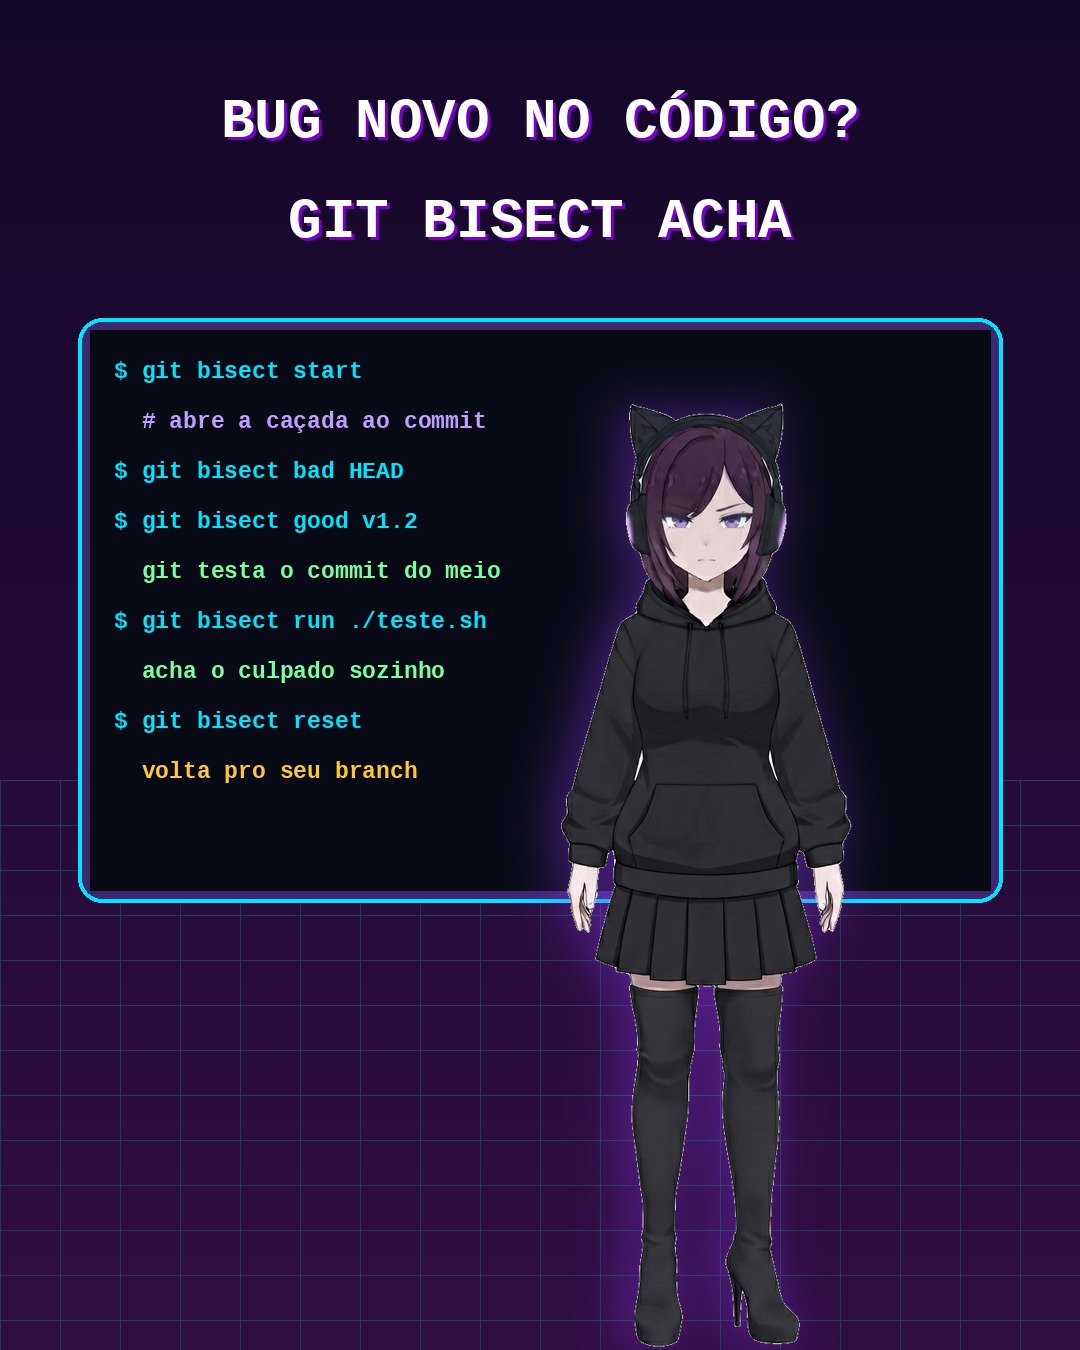 BUG NOVO NO CÓDIGO?
GIT BISECT ACHA
$ git bisect start
# abre a caçada ao commit
$ git bisect bad HEAD
$ git bisect good v1.2
git testa o commit do meio
$ git bisect run ./teste.sh
acha o culpado sozinho
$ git bisect reset
volta pro seu branch